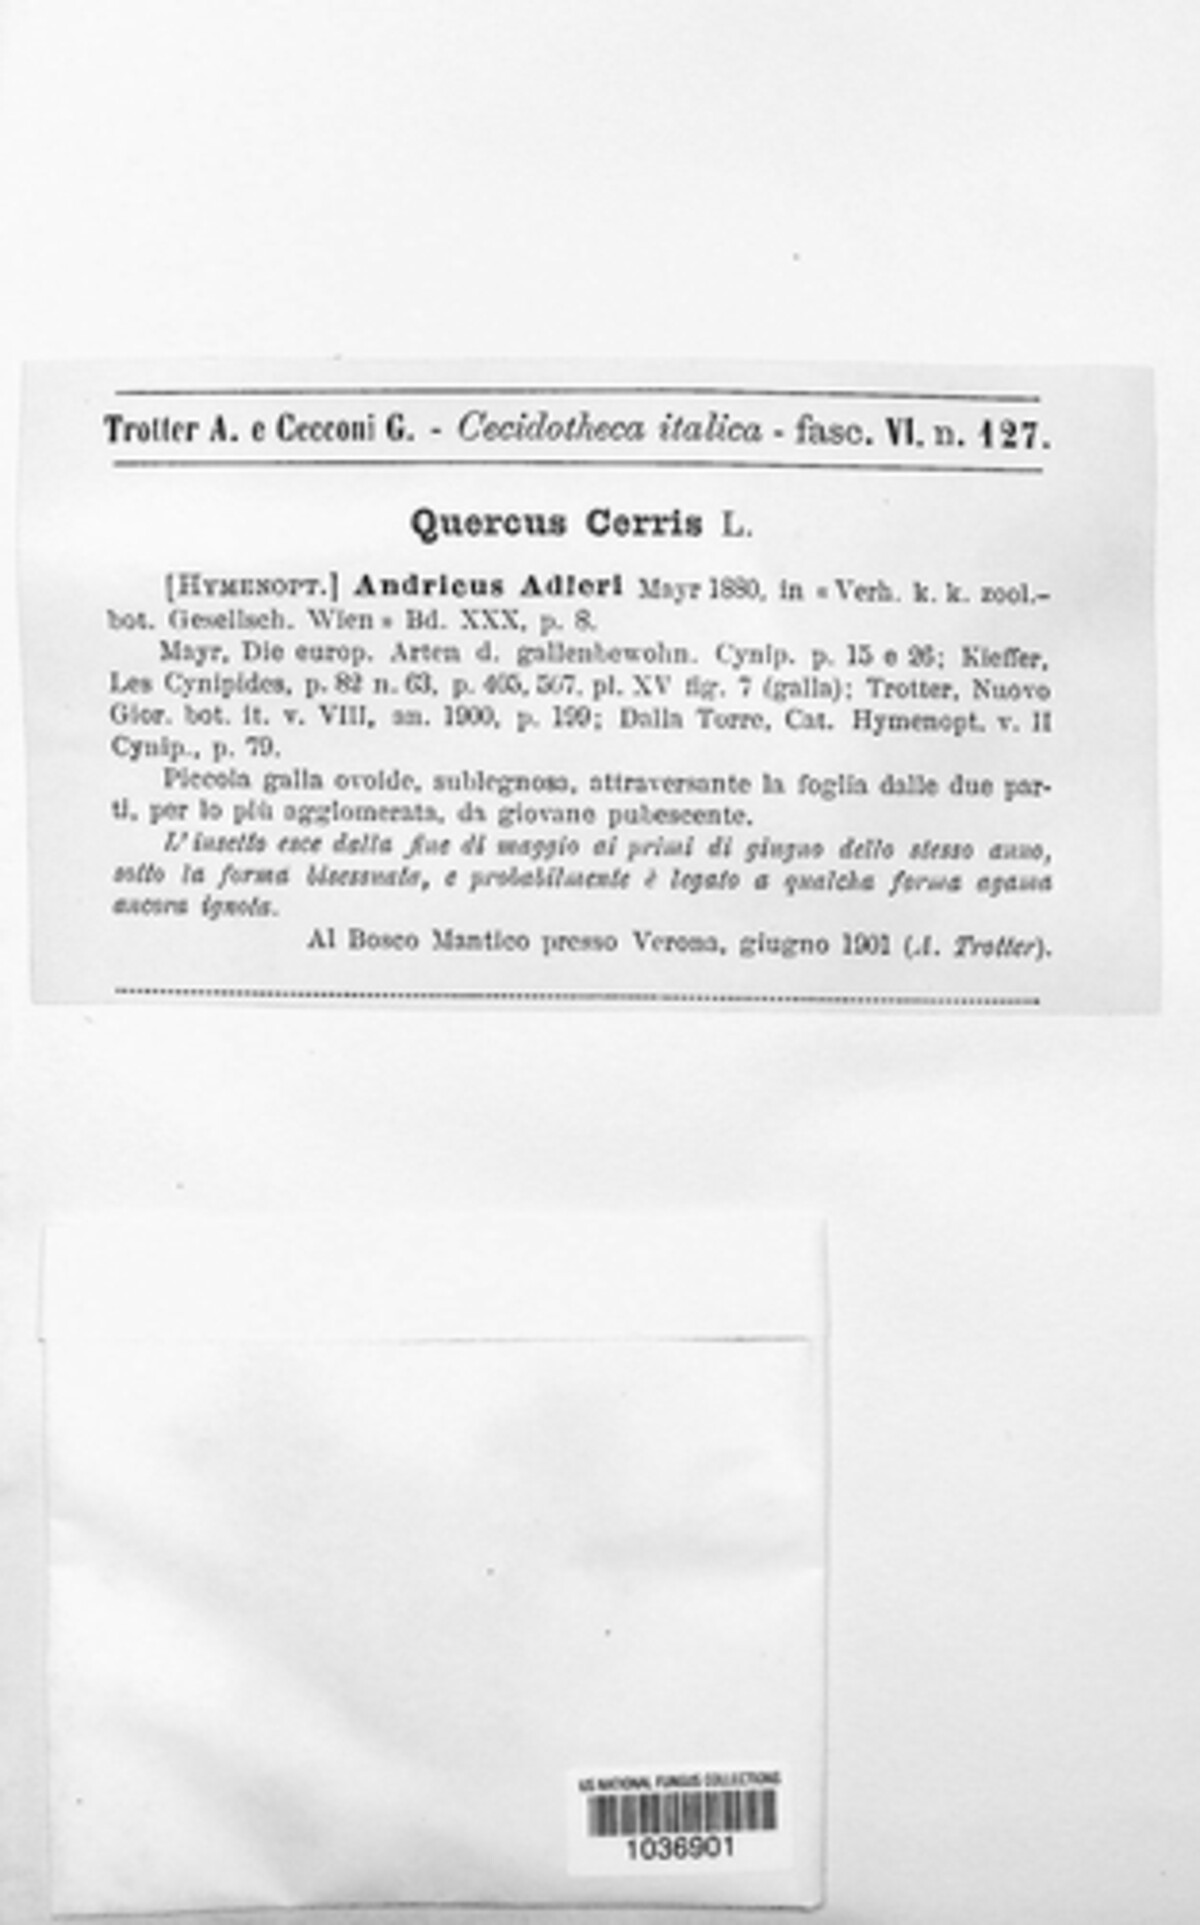 Trotter A. e Cecconi G. - Cecidotheca italica - fasc. VI. n. 127.
Quercus Cerris L.
[Hymenopt.] Andricus Adleri Mayr 1880, in « Verh. k. k. zool.-
bot. Gesellsch. Wien » Bd. XXX, p. 8.
Mayr, Die europ. Arten d. gallenbewohn. Cynip. p. 15 e 26; Kieffer,
Les Cynipides, p. 82 n. 63, p. 405, 567, pl. XV fig. 7 (galla); Trotter, Nuovo
Gior. bot. it. v. VIII, an. 1900, p. 199; Dalla Torre, Cat. Hymenopt. v. II
Cynip., p. 79.
Piccola galla ovoide, sublegnosa, attraversante la foglia dalle due par-
ti, per lo più agglomerata, da giovane pubescente.
L'insetto esce dalla fine di maggio ai primi di giugno dello stesso anno,
sotto la forma bisessuata, e probabilmente è legato a qualcha forma agama
ancora ignota.
Al Bosco Mantico presso Verona, giugno 1901 (A. Trotter).
US NATIONAL FUNGUS COLLECTIONS
1036901